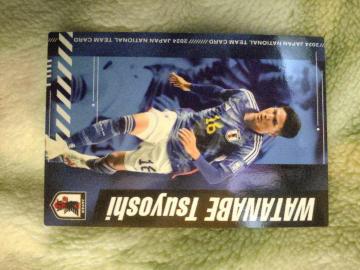 2024 JAPAN NATIONAL TEAM CARD ///// 2024 JAPAN NATIONAL TEAM CARD /////
16
16
WATANABE Tsuyoshi